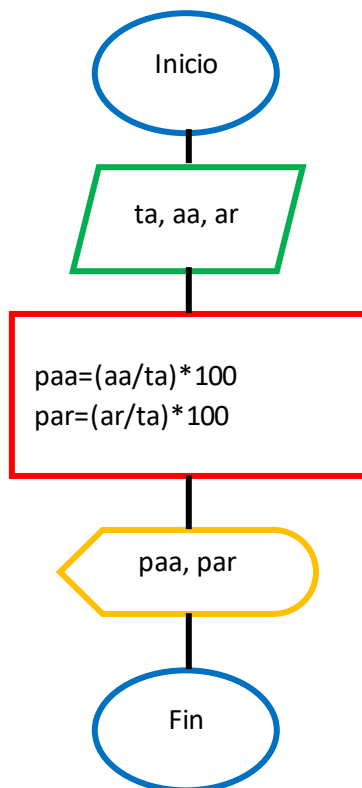 Inicio
ta, aa, ar
paa=(aa/ta)*100
par=(ar/ta)*100
paa, par
Fin